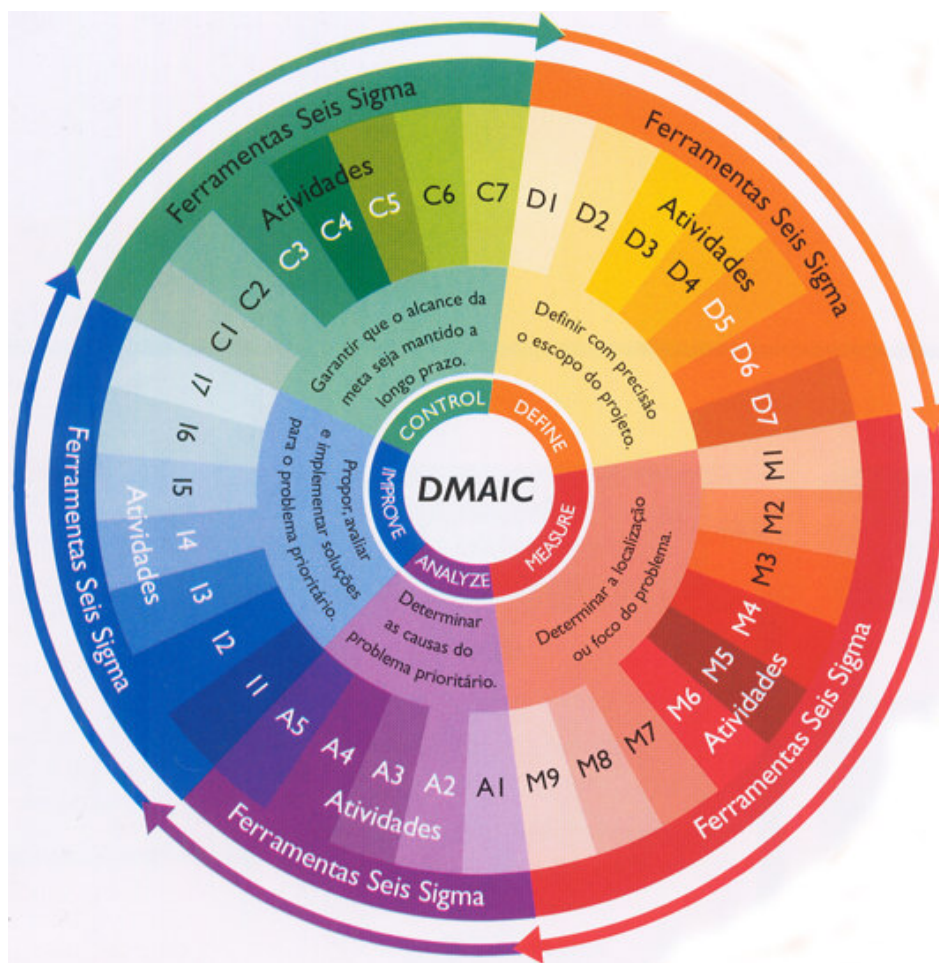 DMAIC
DEFINE
MEASURE
ANALYZE
IMPROVE
CONTROL
Definir com precisão
o escopo do projeto.
D1
D2
D3
D4
D5
D6
D7
Atividades
Ferramentas Seis Sigma
Determinar a localização
ou foco do problema.
M1
M2
M3
M4
M5
M6
M7
M8
M9
Atividades
Ferramentas Seis Sigma
Determinar
as causas do
problema prioritário.
A1
A2
A3
A4
A5
Atividades
Ferramentas Seis Sigma
Propor, avaliar
e implementar soluções
para o problema prioritário.
I1
I2
I3
I4
I5
I6
I7
Atividades
Ferramentas Seis Sigma
Garantir que o alcance da
meta seja mantido a
longo prazo.
C1
C2
C3
C4
C5
C6
C7
Atividades
Ferramentas Seis Sigma